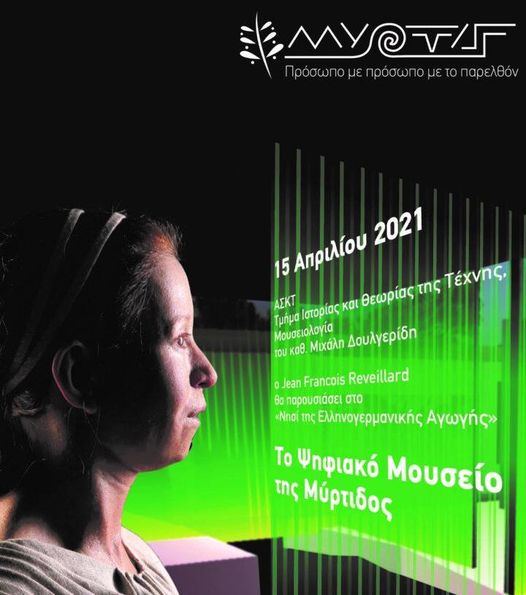 ΜΥΡΤΙΣ
Πρόσωπο με πρόσωπο με το παρελθόν
15 Απριλίου 2021
ΑΣΚΤ
Τμήμα Ιστορίας και Θεωρίας της Τέχνης,
Μουσειολογία
του καθ. Μιχάλη Δουλγερίδη
ο Jean Francois Reveillard
θα παρουσιάσει στο
«Νησί της Ελληνογερμανικής Αγωγής»
Το Ψηφιακό Μουσείο
της Μύρτιδος